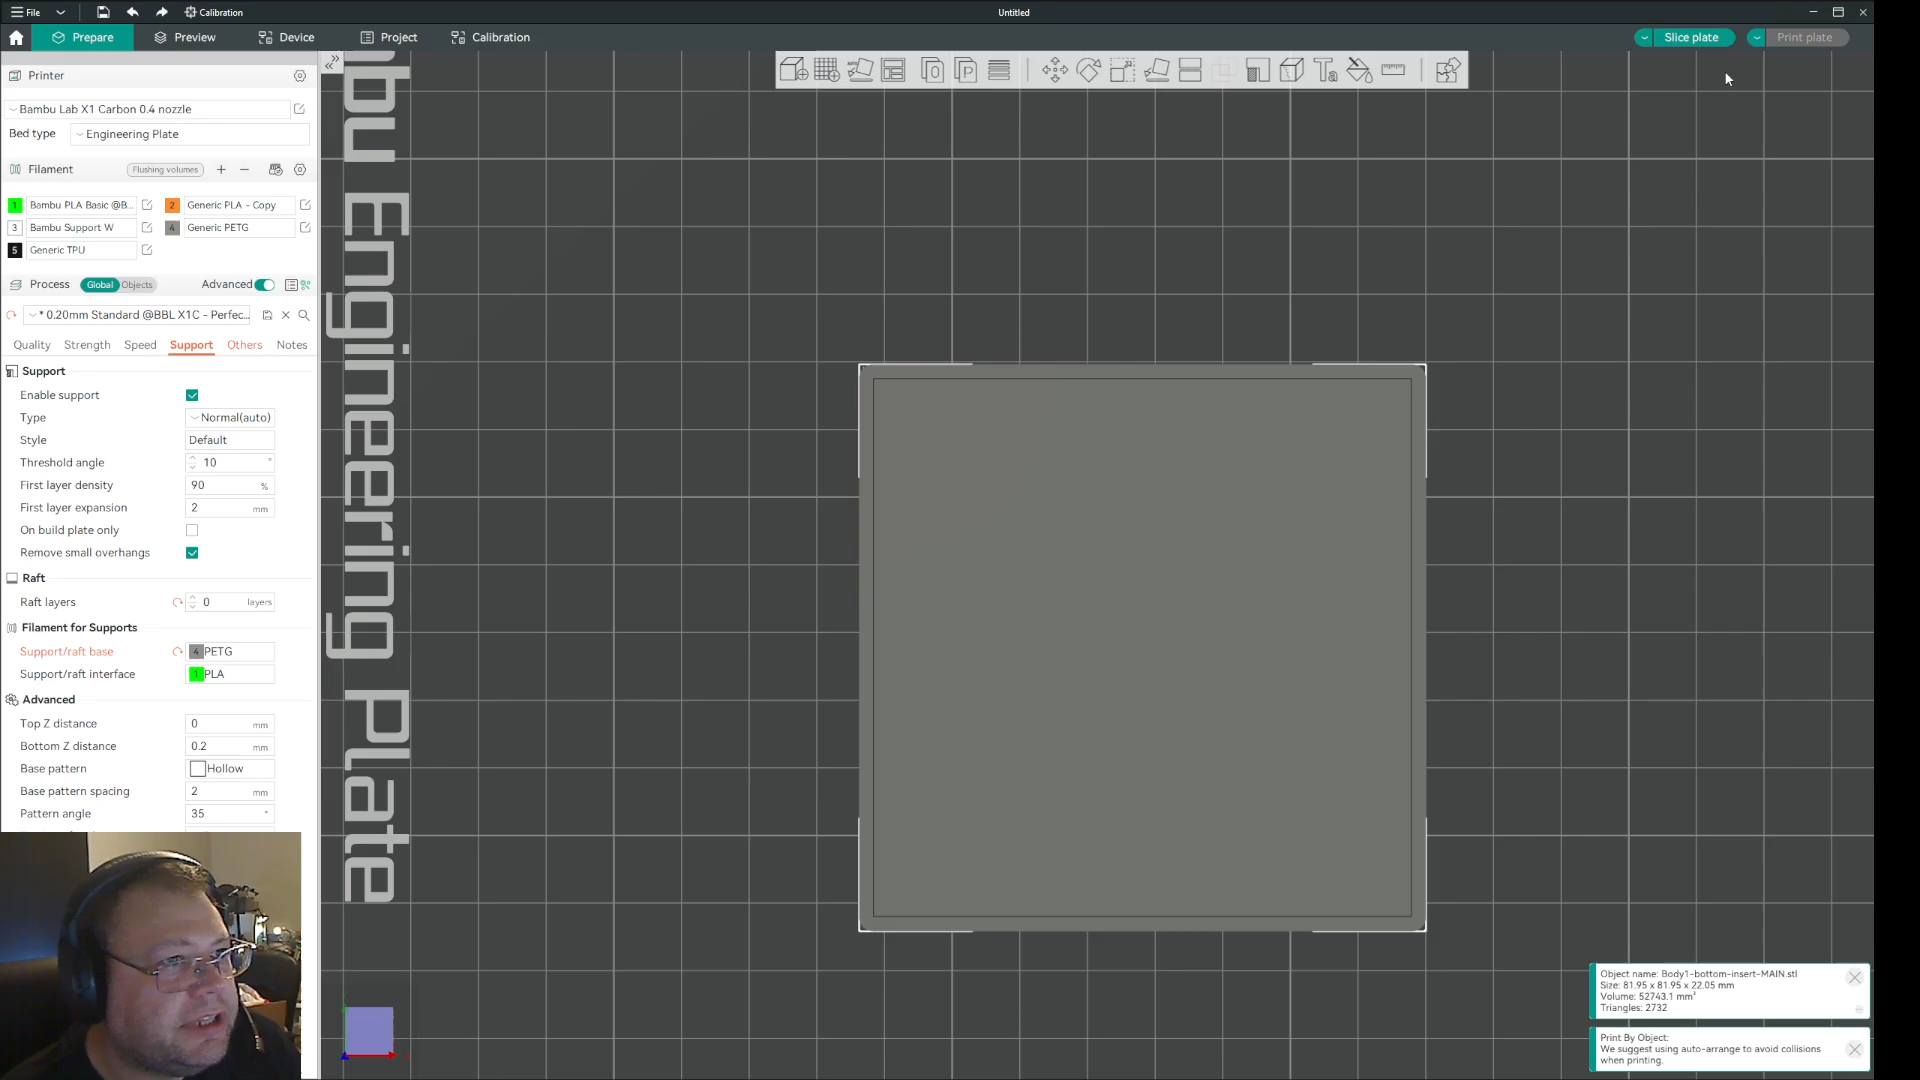 File
Calibration
Untitled
Prepare
Preview
Device
Project
Calibration
Slice plate
Print plate
Printer
Bambu Lab X1 Carbon 0.4 nozzle
Bed type
Engineering Plate
Filament
Flushing volumes
1 Bambu PLA Basic @B...
2 Generic PLA - Copy
3 Bambu Support W
4 Generic PETG
5 Generic TPU
Process
Global
Objects
Advanced
* 0.20mm Standard @BBL X1C - Perfec...
Quality
Strength
Speed
Support
Others
Notes
Support
Enable support
Type
Normal(auto)
Style
Default
Threshold angle
10 °
First layer density
90 %
First layer expansion
2 mm
On build plate only
Remove small overhangs
Raft
Raft layers
0 layers
Filament for Supports
Support/raft base
4 PETG
Support/raft interface
1 PLA
Advanced
Top Z distance
0 mm
Bottom Z distance
0.2 mm
Base pattern
Hollow
Base pattern spacing
2 mm
Pattern angle
35 °
bu Engineering Plate
Object name: Body1-bottom-insert-MAIN.stl
Size: 81.95 x 81.95 x 22.05 mm
Volume: 52743.1 mm³
Triangles: 2732
Print By Object:
We suggest using auto-arrange to avoid collisions
when printing.